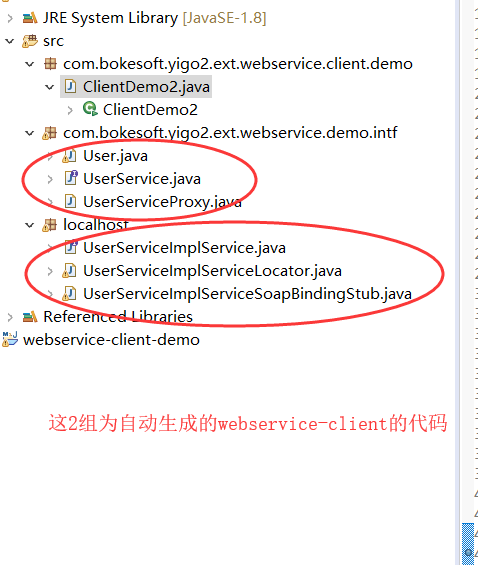 JRE System Library [JavaSE-1.8]
src
com.bokesoft.yigo2.ext.webservice.client.demo
ClientDemo2.java
ClientDemo2
com.bokesoft.yigo2.ext.webservice.demo.intf
User.java
UserService.java
UserServiceProxy.java
localhost
UserServiceImplService.java
UserServiceImplServiceLocator.java
UserServiceImplServiceSoapBindingStub.java
Referenced Libraries
webservice-client-demo
这2组为自动生成的webservice-client的代码